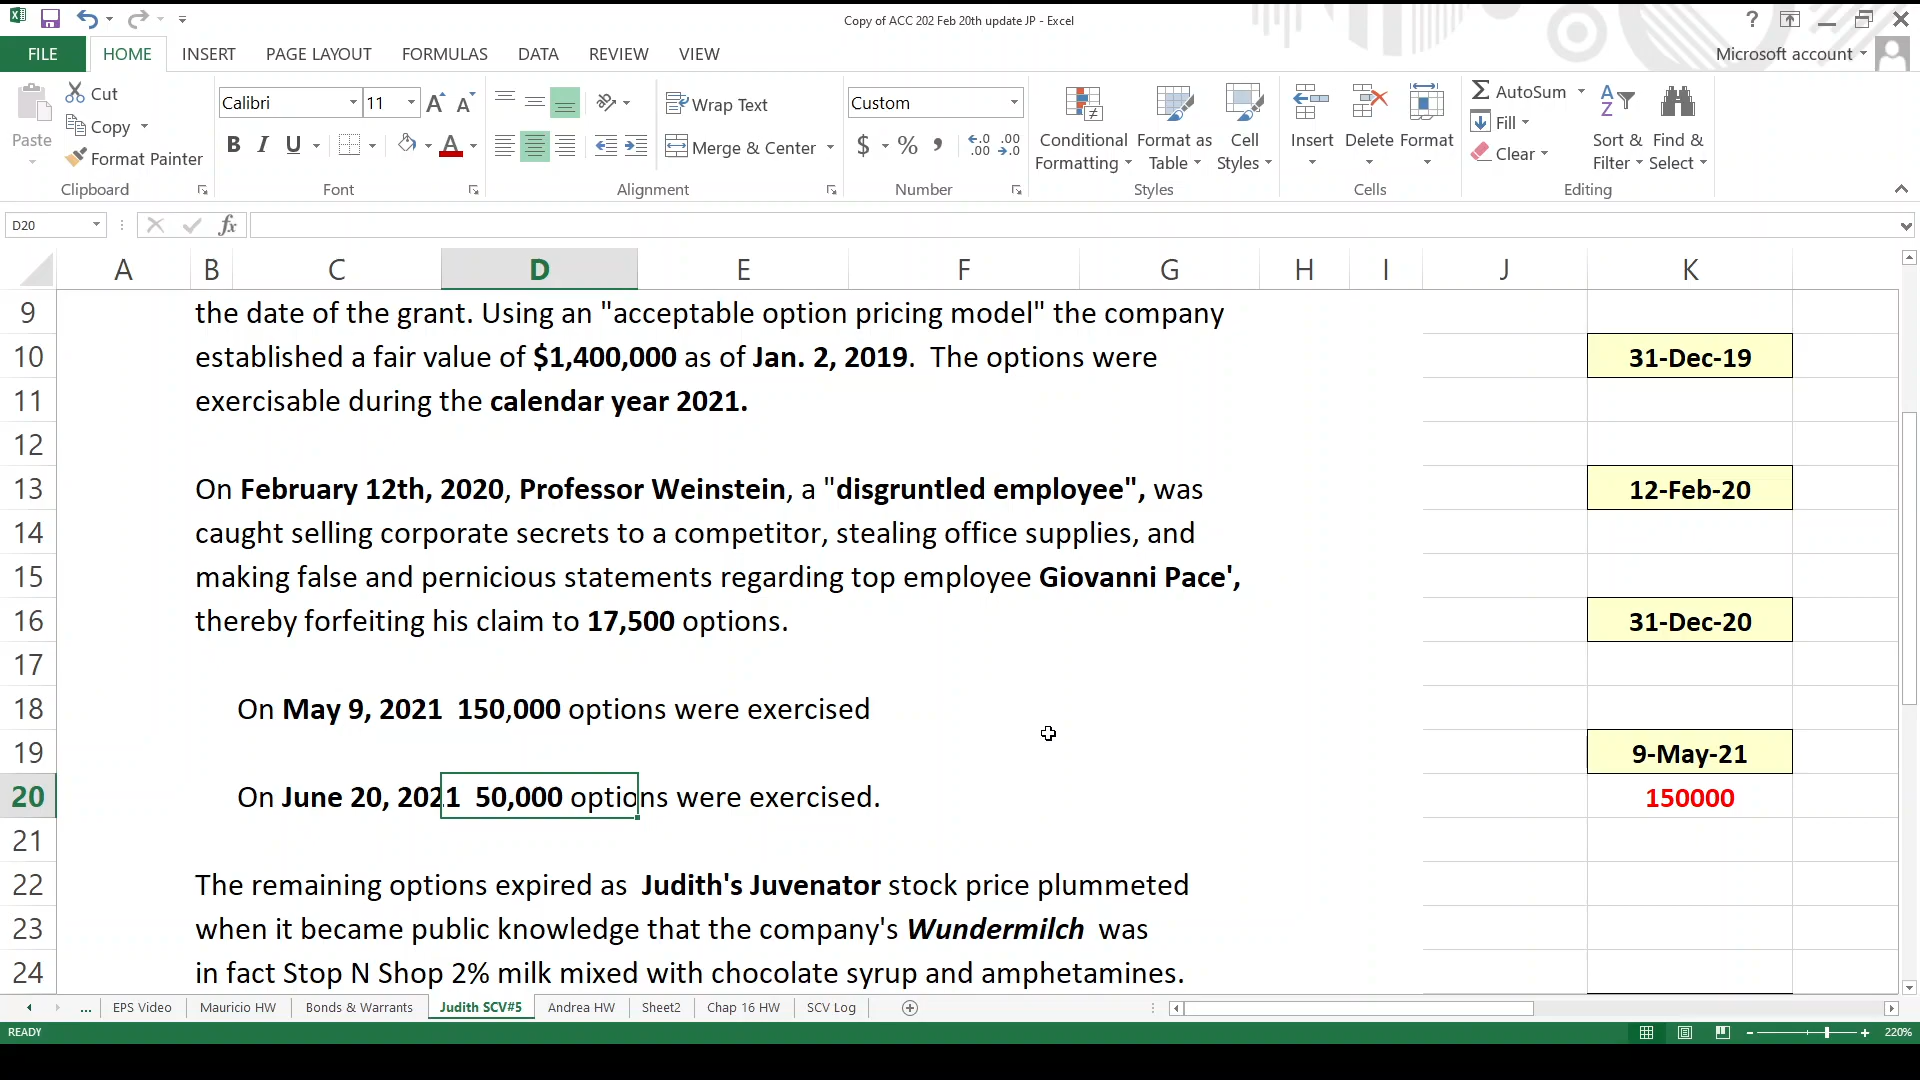 Copy of ACC 202 Feb 20th update JP - Excel
?
FILE HOME INSERT PAGE LAYOUT FORMULAS DATA REVIEW VIEW Microsoft account
Paste
Cut
Copy
Format Painter
Clipboard
Calibri 11
B I U
Font
Wrap Text
Merge & Center
Alignment
Custom
$ % ,
Number
Conditional Formatting
Format as Table
Cell Styles
Styles
Insert
Delete
Format
Cells
AutoSum
Fill
Clear
Sort & Filter
Find & Select
Editing
D20 fx
A B C D E F G H I J K
9 the date of the grant. Using an "acceptable option pricing model" the company
10 established a fair value of $1,400,000 as of Jan. 2, 2019. The options were 31-Dec-19
11 exercisable during the calendar year 2021.
12
13 On February 12th, 2020, Professor Weinstein, a "disgruntled employee", was 12-Feb-20
14 caught selling corporate secrets to a competitor, stealing office supplies, and
15 making false and pernicious statements regarding top employee Giovanni Pace',
16 thereby forfeiting his claim to 17,500 options. 31-Dec-20
17
18 On May 9, 2021 150,000 options were exercised
19 9-May-21
20 On June 20, 2021 50,000 options were exercised. 150000
21
22 The remaining options expired as Judith's Juvenator stock price plummeted
23 when it became public knowledge that the company's Wundermilch was
24 in fact Stop N Shop 2% milk mixed with chocolate syrup and amphetamines.
... EPS Video Mauricio HW Bonds & Warrants Judith SCV#5 Andrea HW Sheet2 Chap 16 HW SCV Log
READY 220%